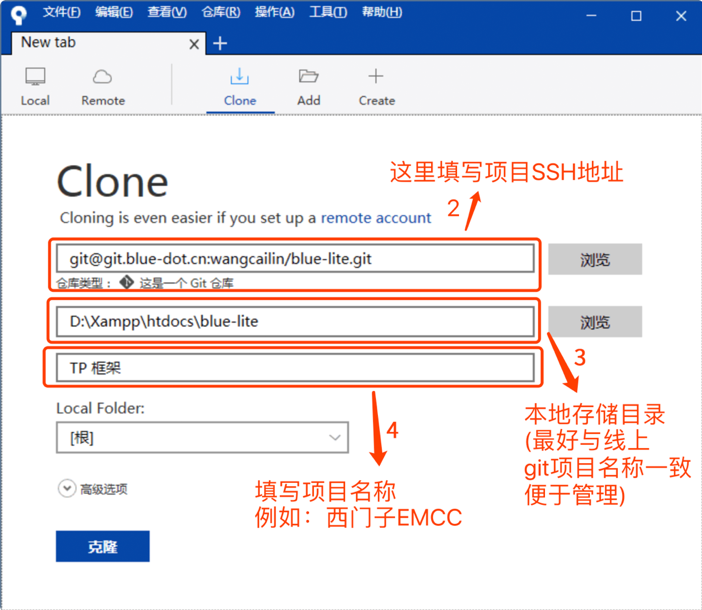 文件(F) 编辑(E) 查看(V) 仓库(R) 操作(A) 工具(T) 帮助(H)
New tab
Local Remote Clone Add Create
这里填写项目SSH地址
2
Clone
Cloning is even easier if you set up a remote account
git@git.blue-dot.cn:wangcailin/blue-lite.git
浏览
仓库类型： 这是一个 Git 仓库
D:\Xampp\htdocs\blue-lite
浏览
3
TP 框架
本地存储目录
(最好与线上
git项目名称一致
便于管理)
Local Folder:
[根]
4
高级选项
填写项目名称
例如：西门子EMCC
克隆